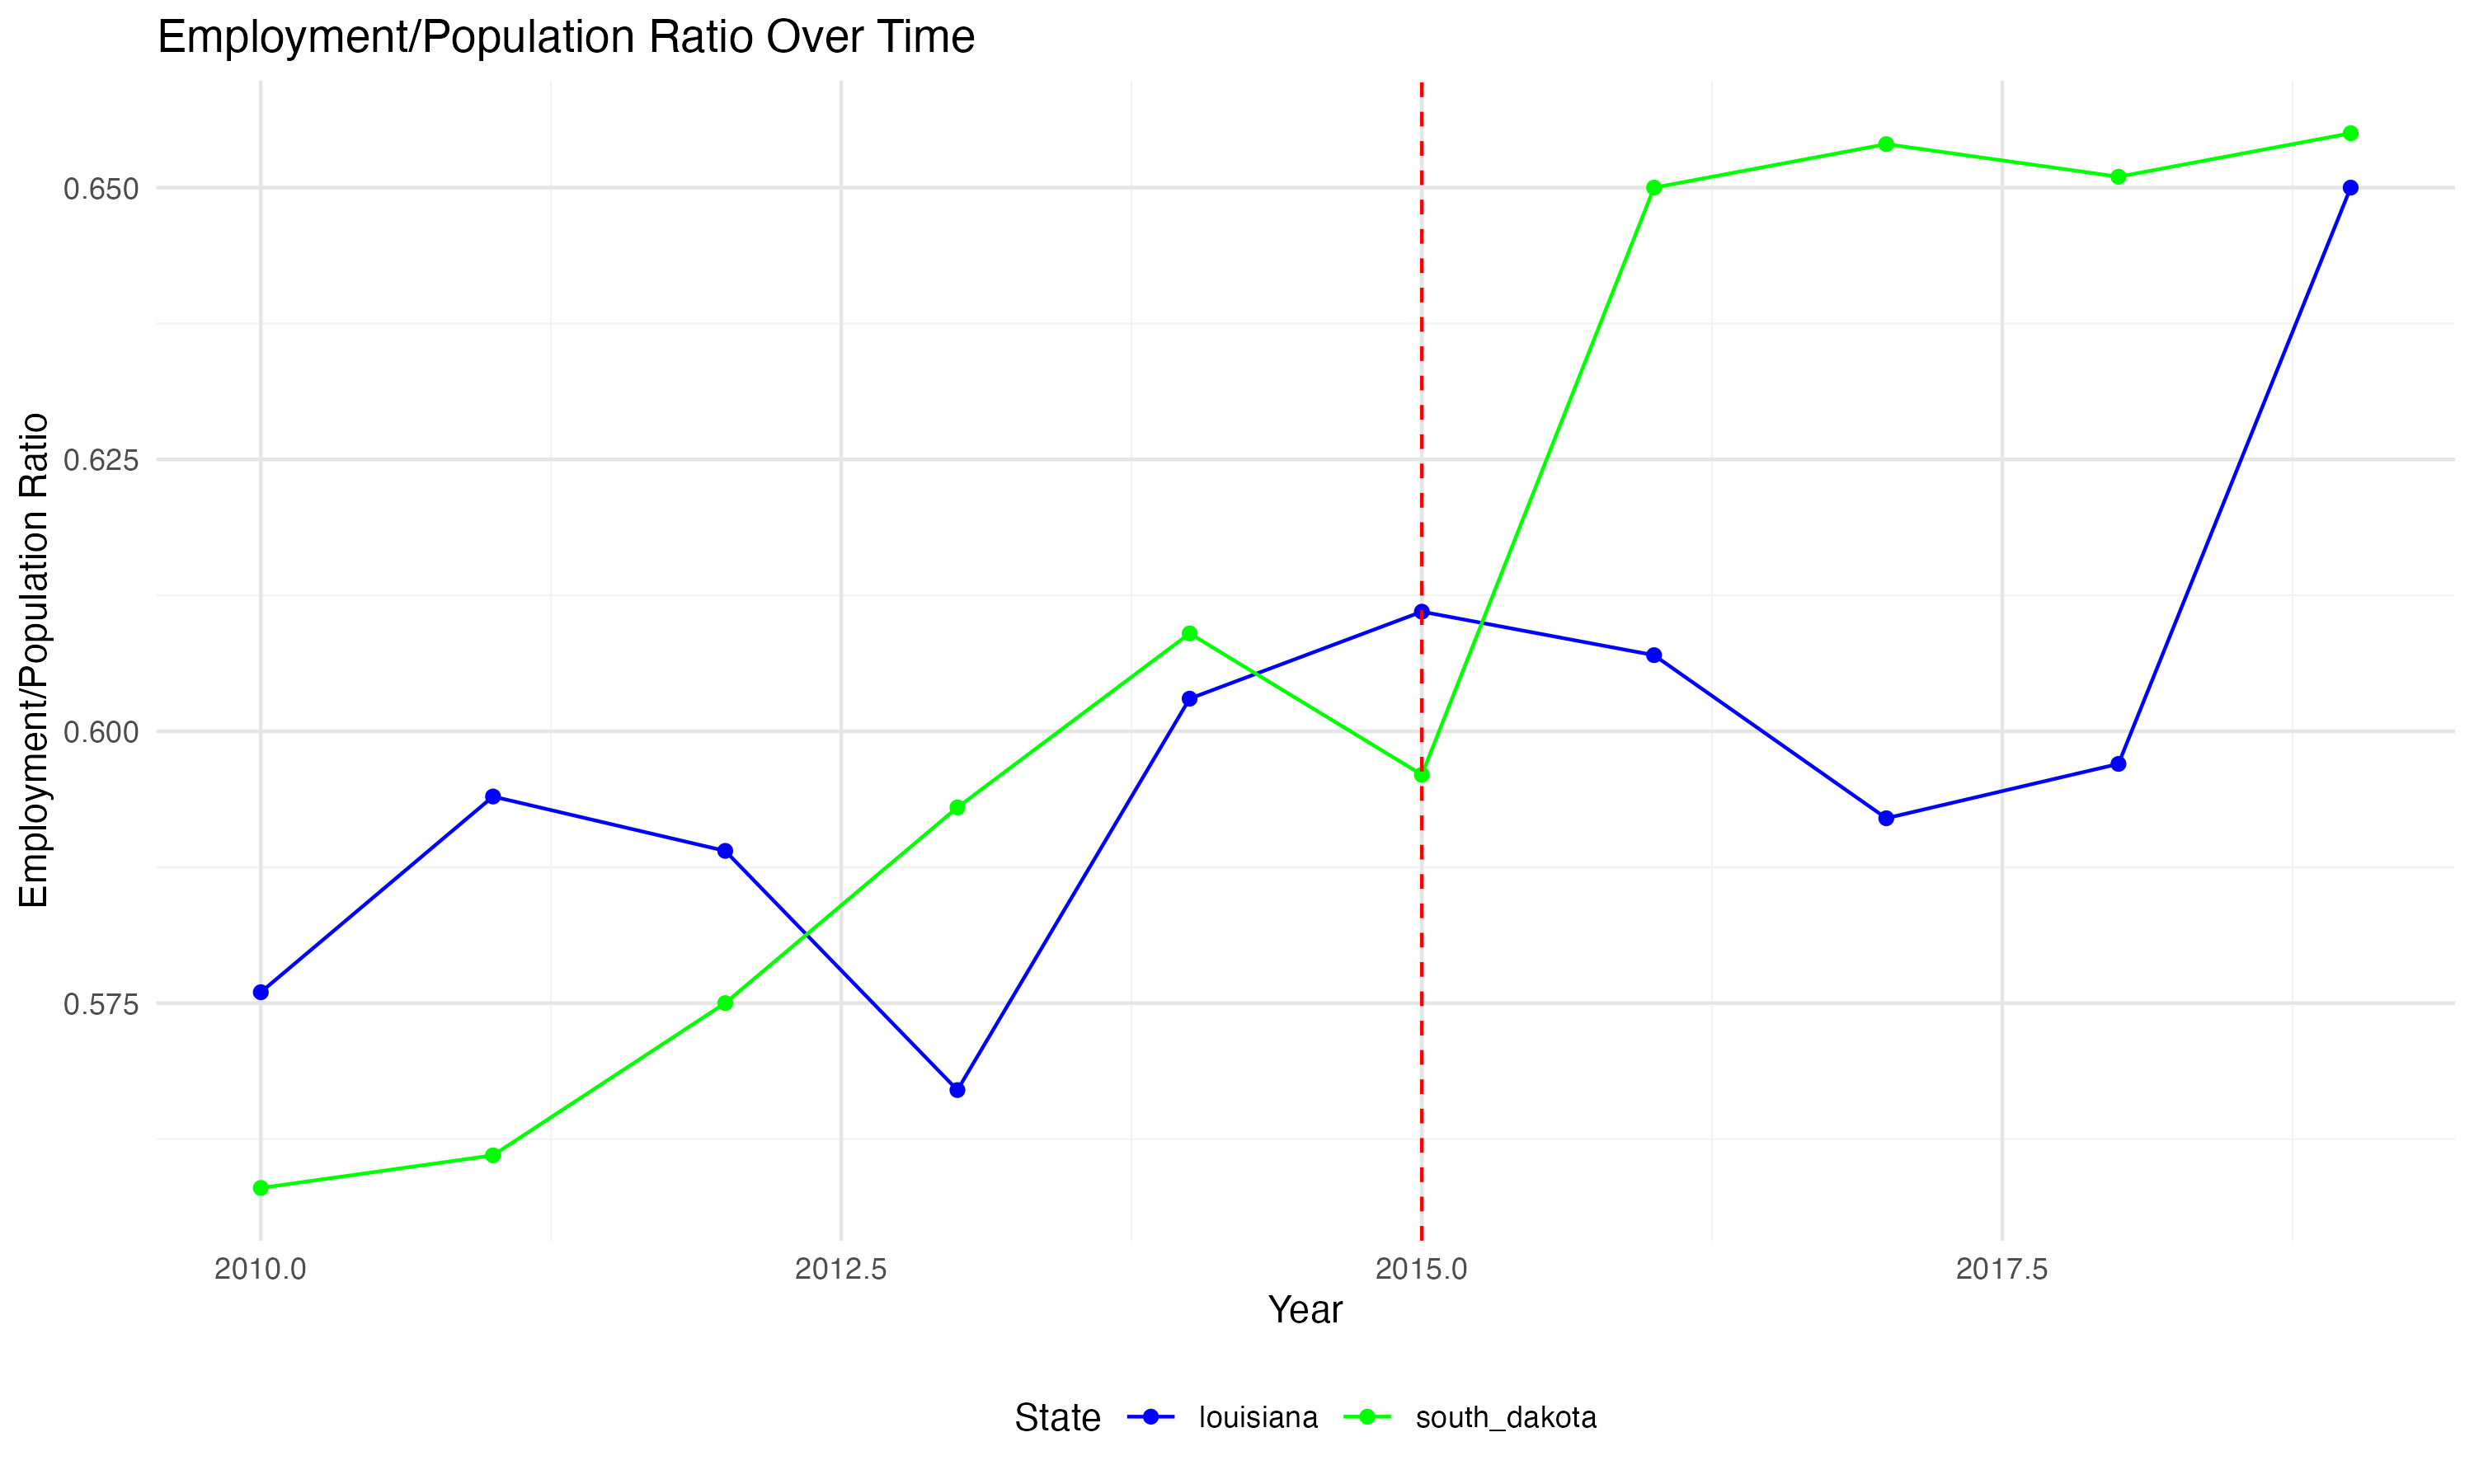 Employment/Population Ratio Over Time
Employment/Population Ratio
0.650
0.625
0.600
0.575
2010.0 2012.5 2015.0 2017.5
Year
State louisiana south_dakota